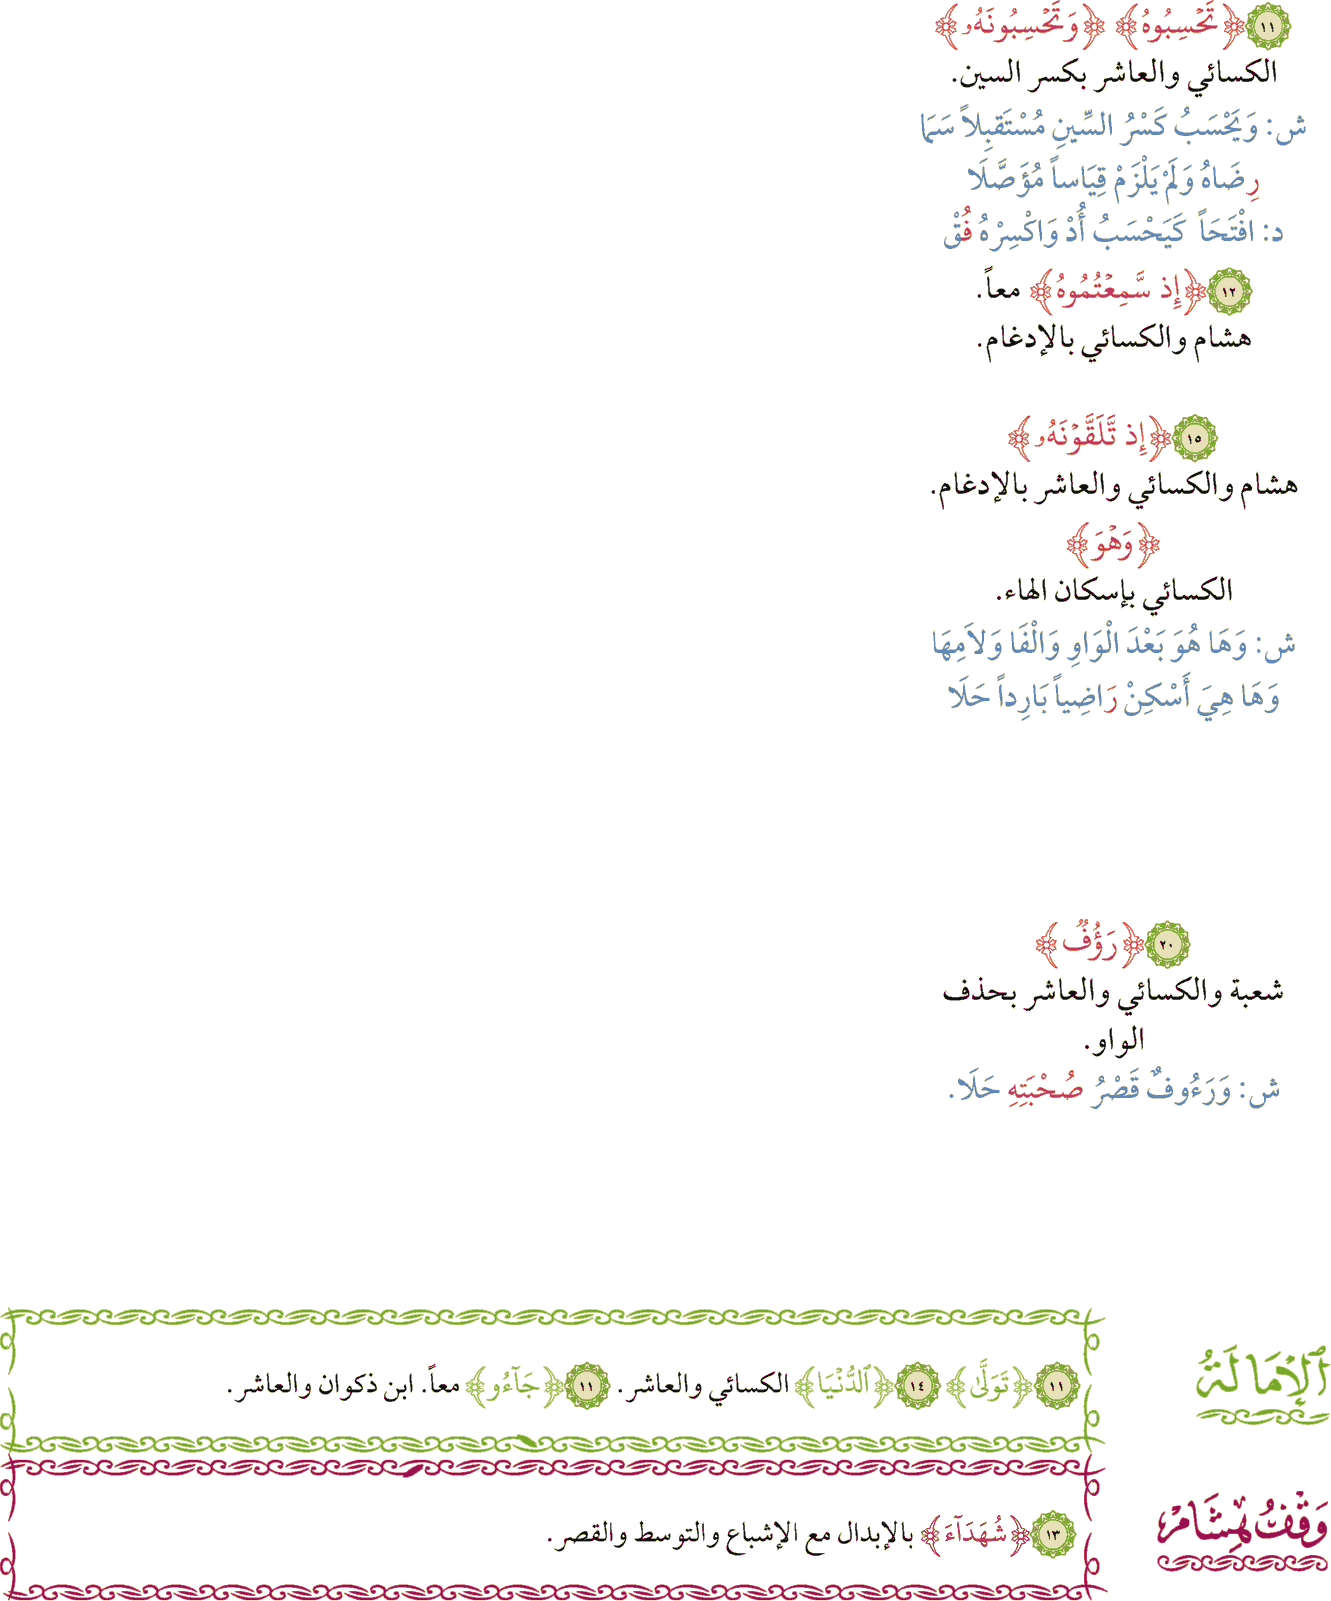 ١١ ﴿تَحْسِبُوهُ﴾ ﴿وَتَحْسِبُونَهُۥ﴾
الكسائي والعاشر بكسر السين.
ش: وَيَحْسَبُ كَسْرُ السِّينِ مُسْتَقبِلاً سَمَا
رِضَاهُ وَلَمْ يَلْزَمْ قِيَاساً مُؤَصَّلَا
د: افْتَحَاً كَيَحْسَبُ أُدْ وَاكْسِرْهُ فُقْ
١٢ ﴿إِذ سَّمِعْتُمُوهُ﴾ معاً.
هشام والكسائي بالإدغام.
١٥ ﴿إِذ تَّلَقَّوْنَهُۥ﴾
هشام والكسائي والعاشر بالإدغام.
﴿وَهْوَ﴾
الكسائي بإسكان الهاء.
ش: وَهَا هُوَ بَعْدَ الْوَاوِ وَالْفَا وَلاَمِهَا
وَهَا هِيَ أَسْكِنْ رَاضِياً بَارِداً حَلَا
٢٠ ﴿رَؤُفٌ﴾
شعبة والكسائي والعاشر بحذف
الواو.
ش: وَرَءُوفٌ قَصْرُ صُحْبَتِهِ حَلَا.
الإمَالَةُ
١١ ﴿تَوَلَّىٰ﴾ ١٤ ﴿ٱلدُّنْيَا﴾ الكسائي والعاشر. ١١ ﴿جَآءُو﴾ معاً. ابن ذكوان والعاشر.
وَقْفُ هِشَامْ
١٣ ﴿شُهَدَآءَ﴾ بالإبدال مع الإشباع والتوسط والقصر.